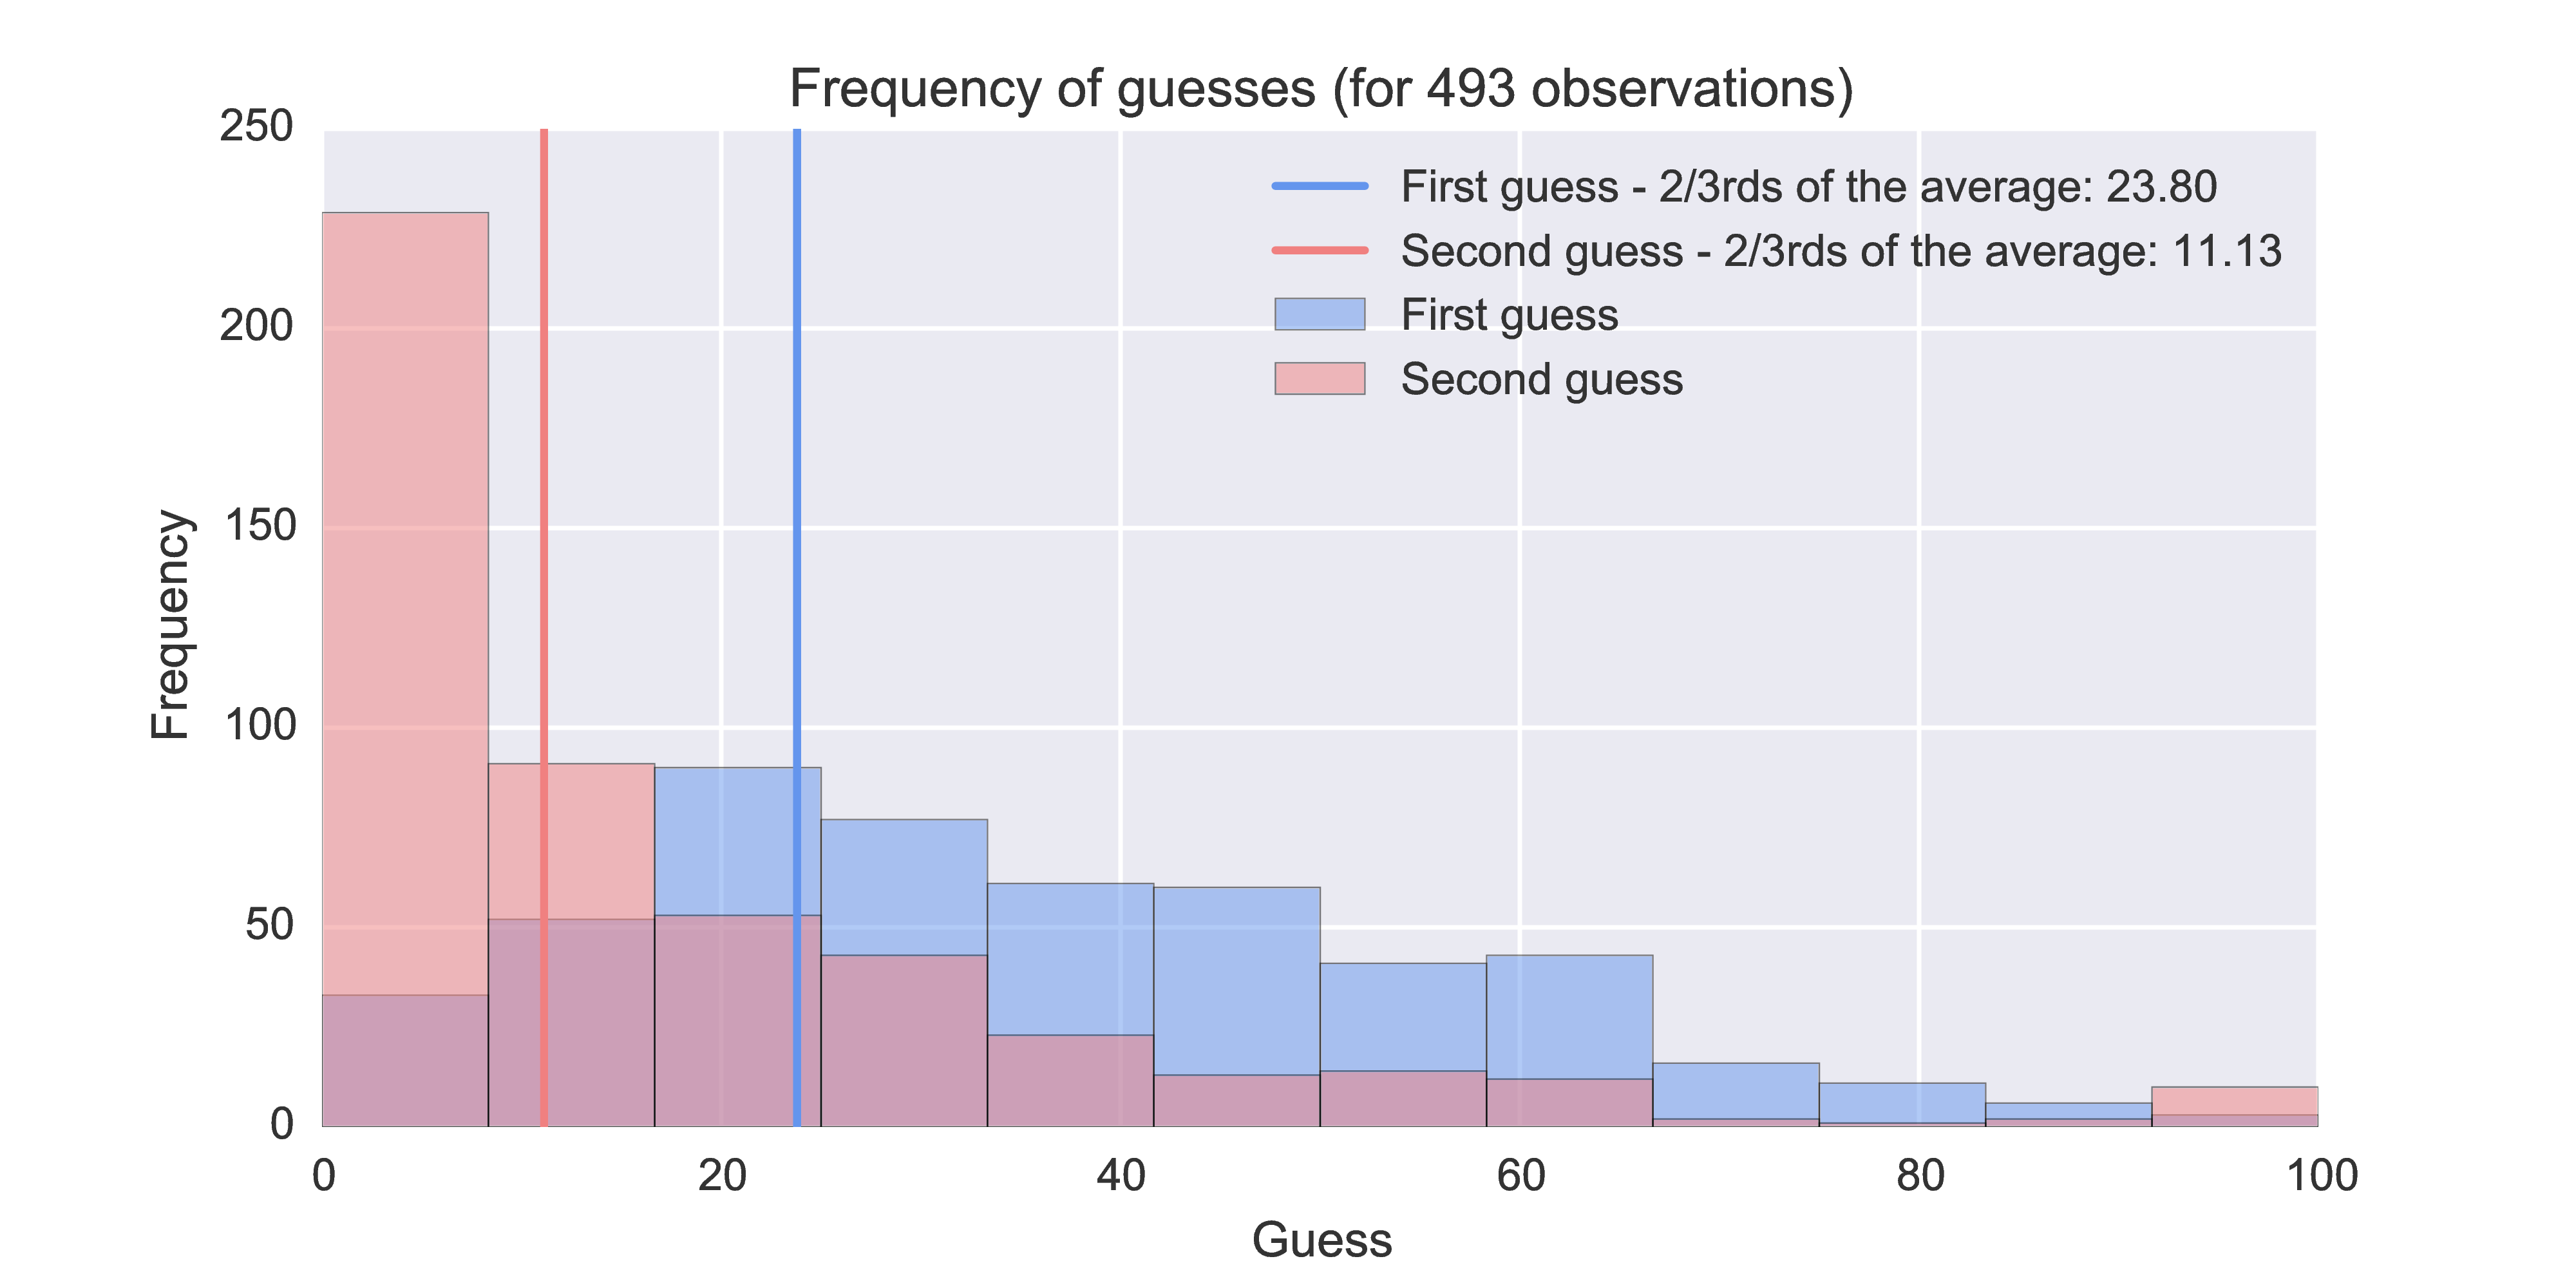 Frequency of guesses (for 493 observations)
250
200
150
100
50
0
Frequency
First guess - 2/3rds of the average: 23.80
Second guess - 2/3rds of the average: 11.13
First guess
Second guess
0 20 40 60 80 100
Guess